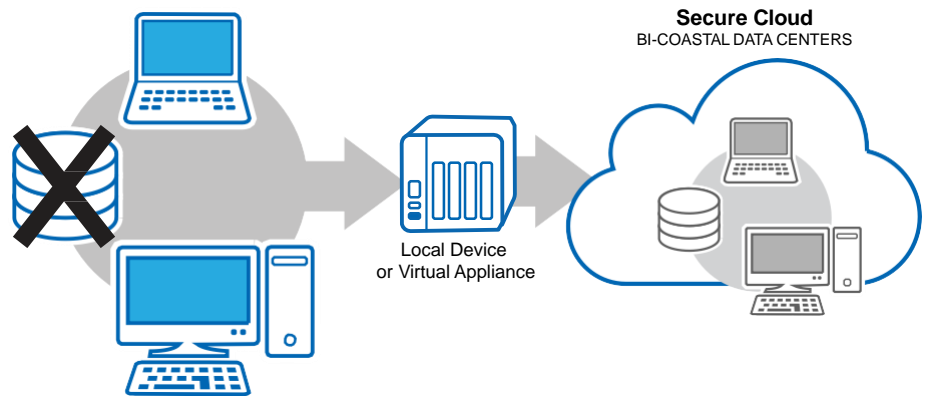 Secure Cloud
BI-COASTAL DATA CENTERS
Local Device
or Virtual Appliance